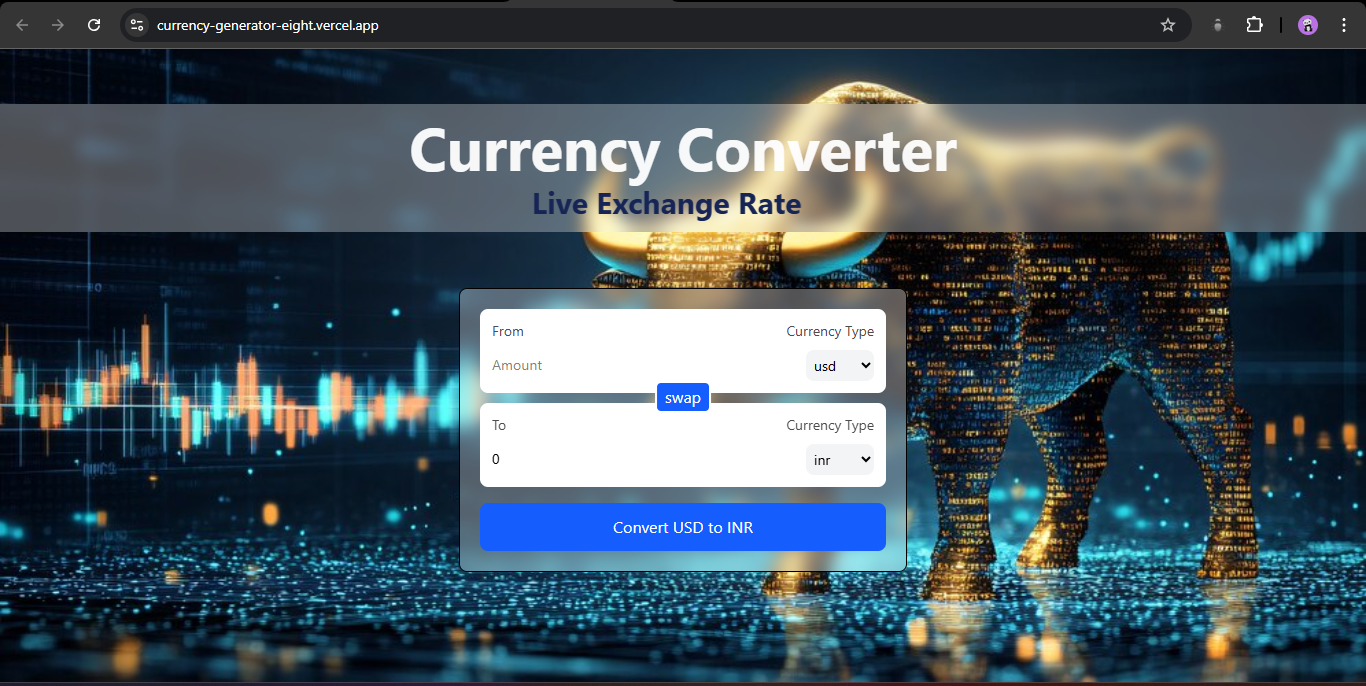 currency-generator-eight.vercel.app
Currency Converter
Live Exchange Rate
From Currency Type
Amount usd
swap
To Currency Type
0 inr
Convert USD to INR